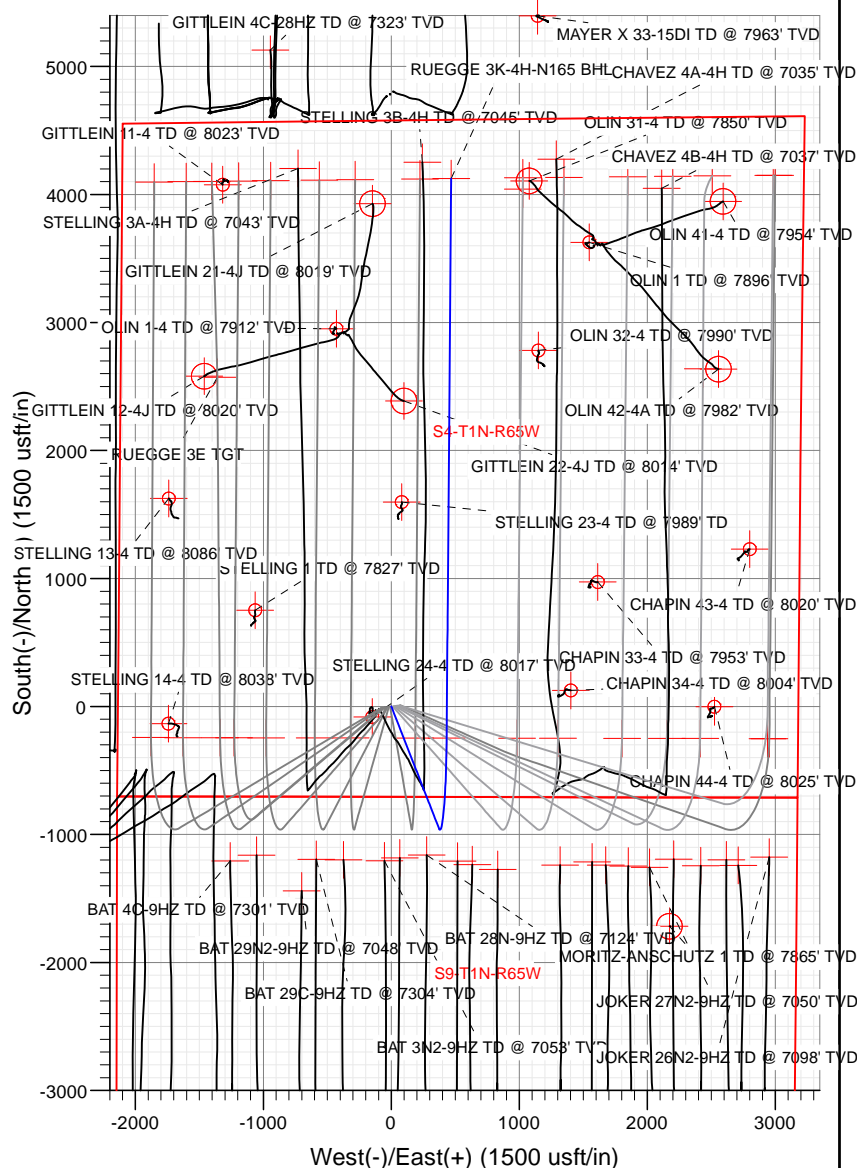 GITTLEIN 4C-28HZ TD @ 7323' TVD
MAYER X 33-15DI TD @ 7963' TVD
5000
RUEGGE 3K-4H-N165 BHL
CHAVEZ 4A-4H TD @ 7035' TVD
STELLING 3B-4H TD @ 7045' TVD
OLIN 31-4 TD @ 7850' TVD
GITTLEIN 11-4 TD @ 8023' TVD
CHAVEZ 4B-4H TD @ 7037' TVD
4000
STELLING 3A-4H TD @ 7043' TVD
OLIN 41-4 TD @ 7954' TVD
GITTLEIN 21-4J TD @ 8019' TVD
OLIN 1 TD @ 7896' TVD
3000
OLIN 1-4 TD @ 7912' TVD
OLIN 32-4 TD @ 7990' TVD
GITTLEIN 12-4J TD @ 8020' TVD
OLIN 42-4A TD @ 7982' TVD
S4-T1N-R65W
2000
RUEGGE 3E TGT
GITTLEIN 22-4J TD @ 8014' TVD
STELLING 23-4 TD @ 7989' TD
STELLING 13-4 TD @ 8086' TVD
STELLING 1 TD @ 7827' TVD
1000
CHAPIN 43-4 TD @ 8020' TVD
STELLING 24-4 TD @ 8017' TVD
CHAPIN 33-4 TD @ 7953' TVD
STELLING 14-4 TD @ 8038' TVD
CHAPIN 34-4 TD @ 8004' TVD
0
CHAPIN 44-4 TD @ 8025' TVD
-1000
BAT 4C-9HZ TD @ 7301' TVD
BAT 29N2-9HZ TD @ 7048' TVD
BAT 28N-9HZ TD @ 7124' TVD
MORITZ-ANSCHUTZ 1 TD @ 7865' TVD
-2000
S9-T1N-R65W
BAT 29C-9HZ TD @ 7304' TVD
JOKER 27N2-9HZ TD @ 7050' TVD
BAT 3N2-9HZ TD @ 7053' TVD
JOKER 26N2-9HZ TD @ 7098' TVD
-3000
South(-)/North(+) (1500 usft/in)
-2000 -1000 0 1000 2000 3000
West(-)/East(+) (1500 usft/in)